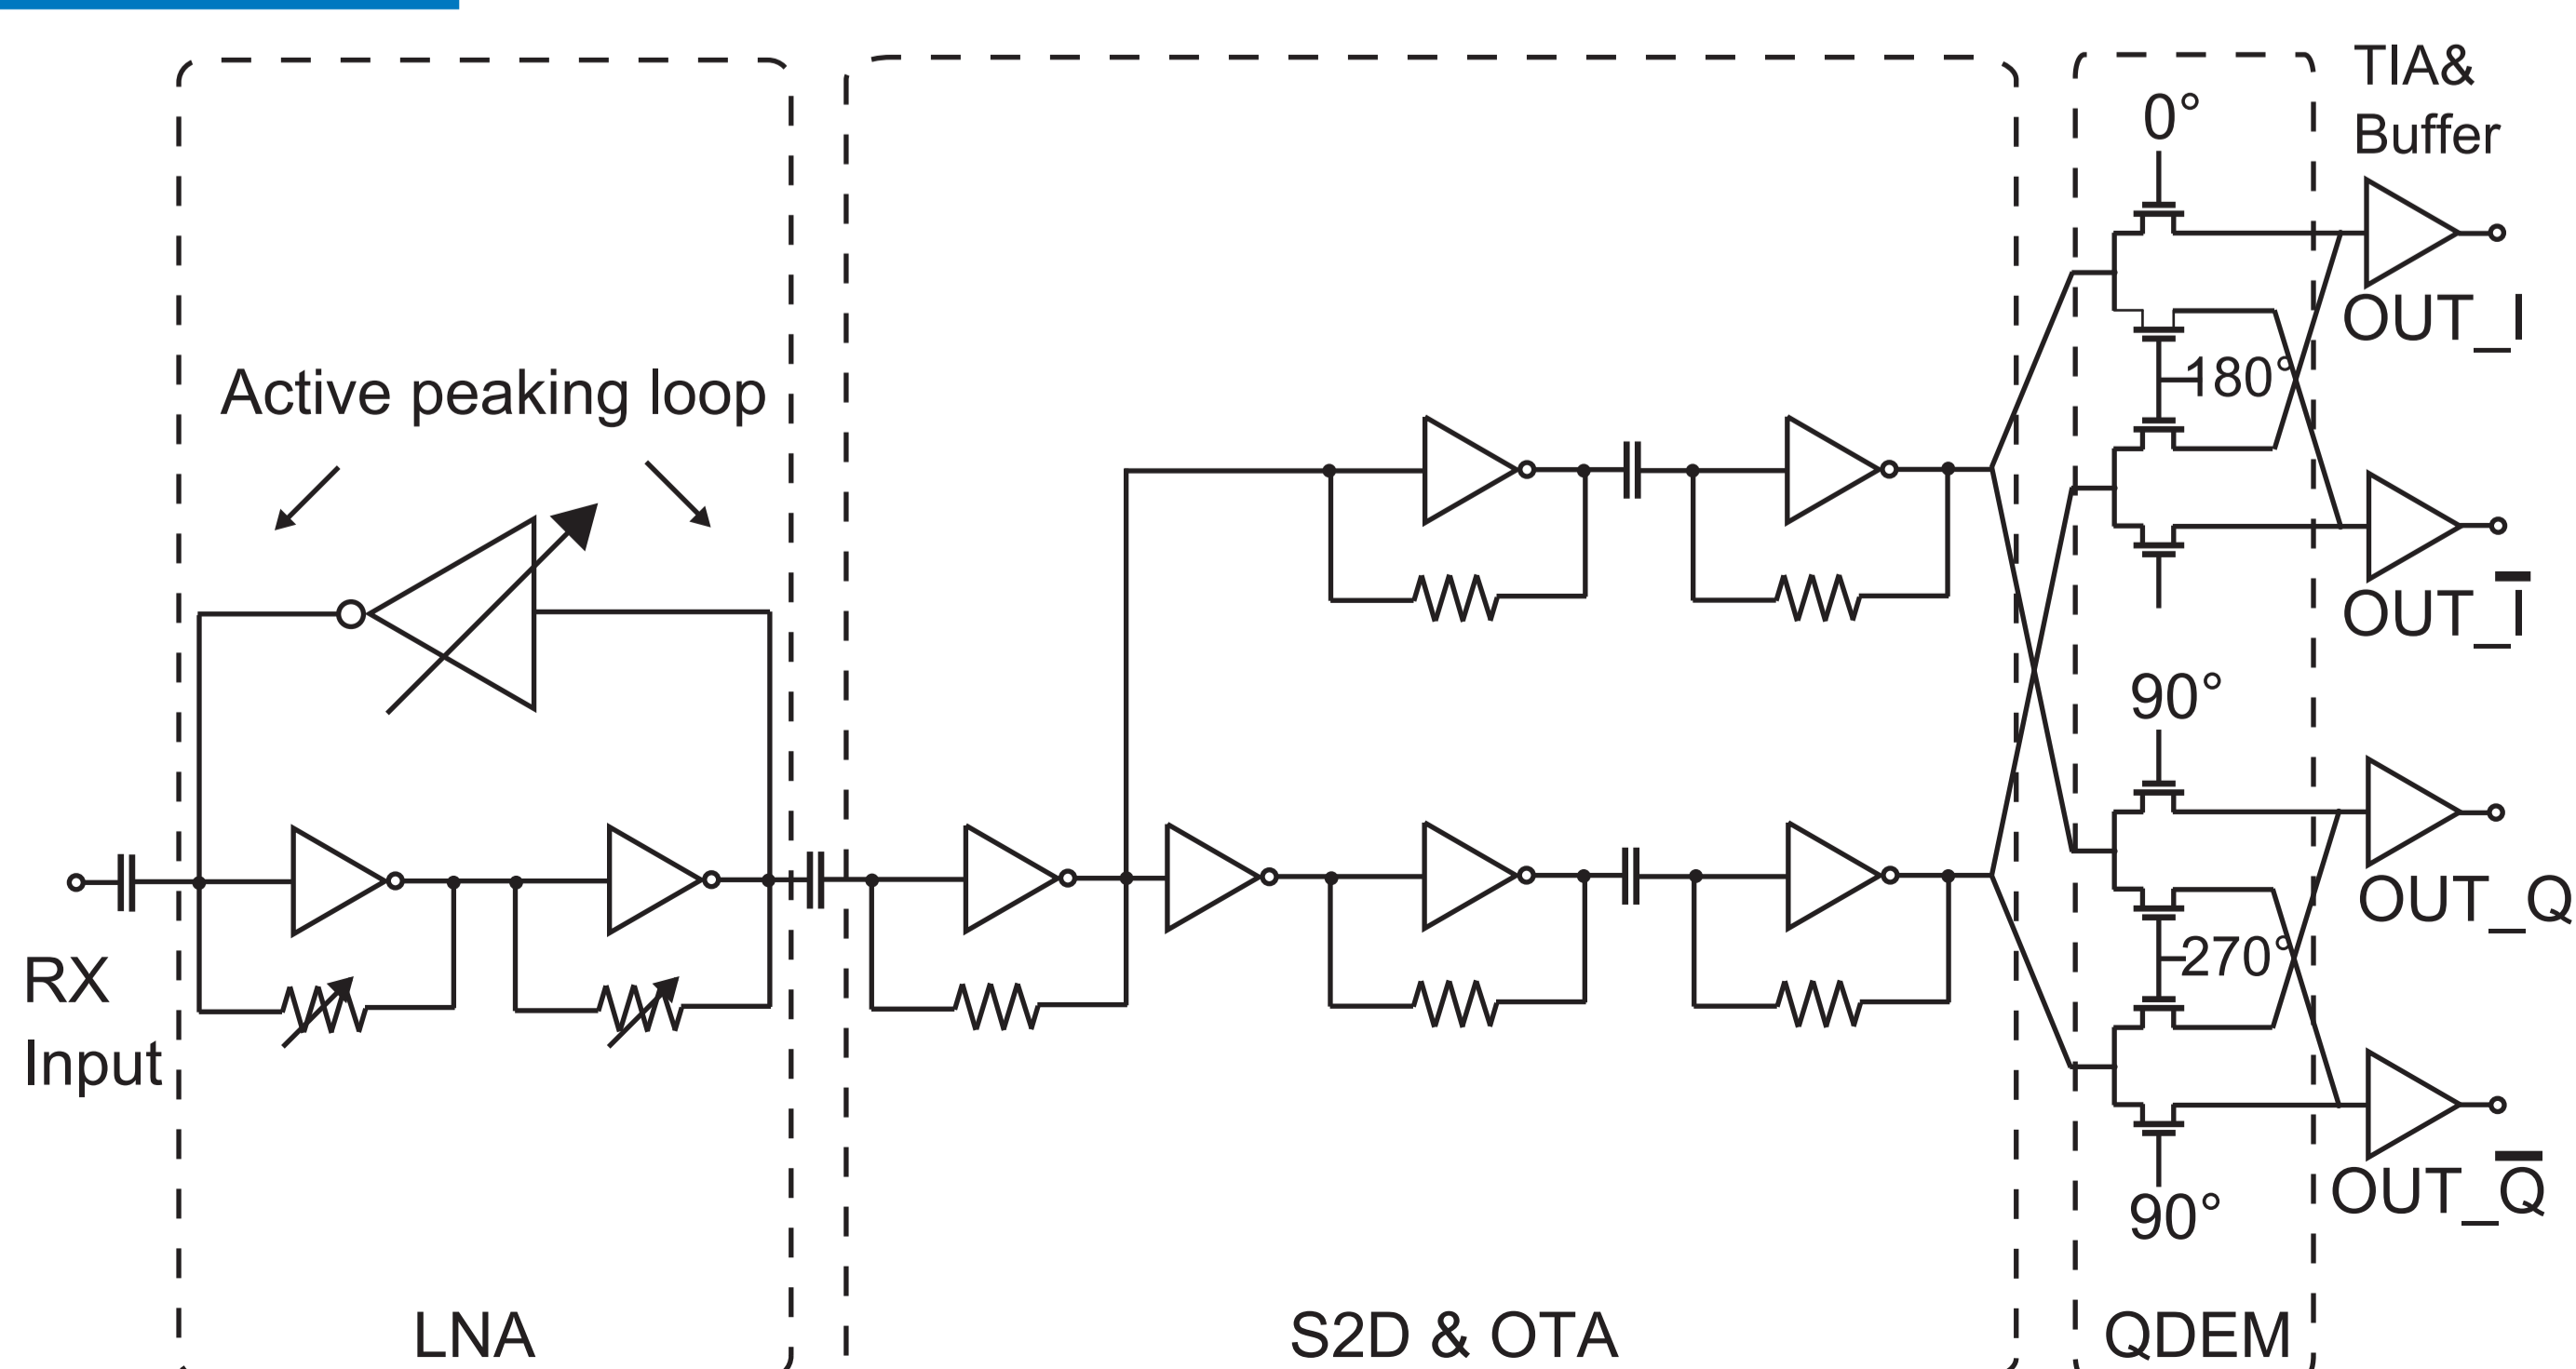 TIA&
Buffer
0°
OUT_I
180°
Active peaking loop
OUT_I̅
90°
OUT_Q
270°
RX
Input
OUT_Q̅
90°
LNA
S2D & OTA
QDEM